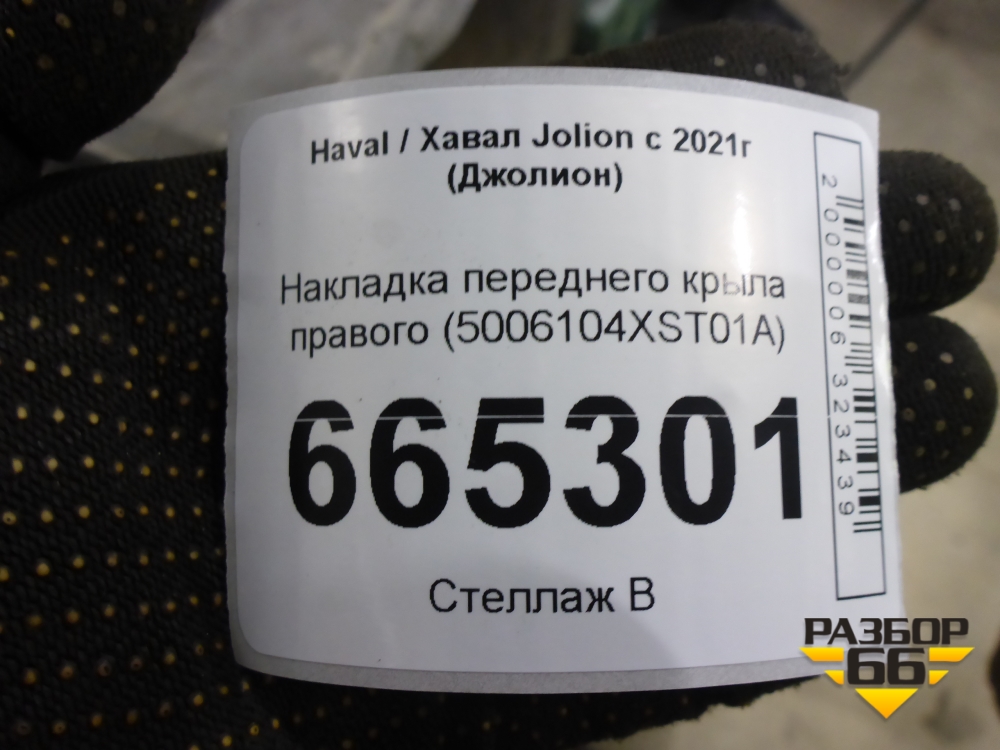 Haval / Хавал Jolion с 2021г
(Джолион)
Накладка переднего крыла
правого (5006104XST01A)
665301
Стеллаж В
2000006323439
РАЗБОР
66